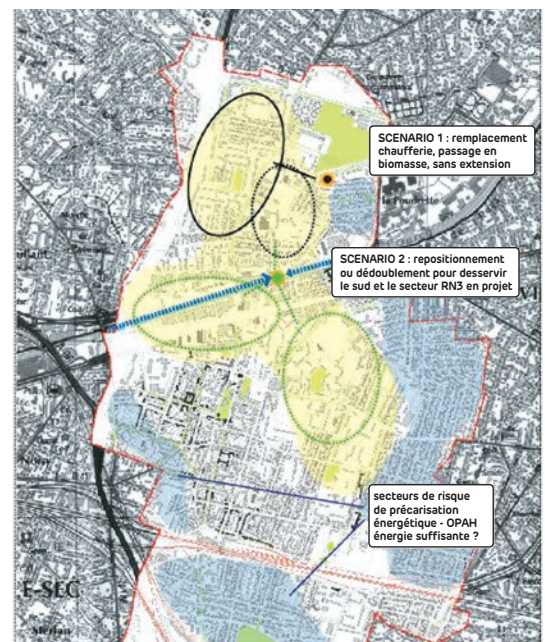 SCENARIO 1 : remplacement
chaufferie, passage en
biomasse, sans extension
la Poudrette
SCENARIO 2 : repositionnement
ou dédoublement pour desservir
le sud et le secteur RN3 en projet
secteurs de risque
de précarisation
énergétique - OPAH
énergie suffisante ?
E-SEC
Merlan